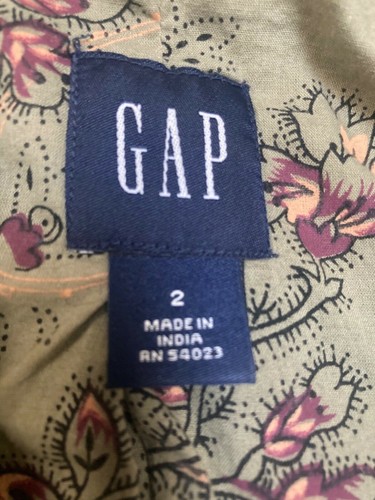 GAP
2
MADE IN
INDIA
RN 54023